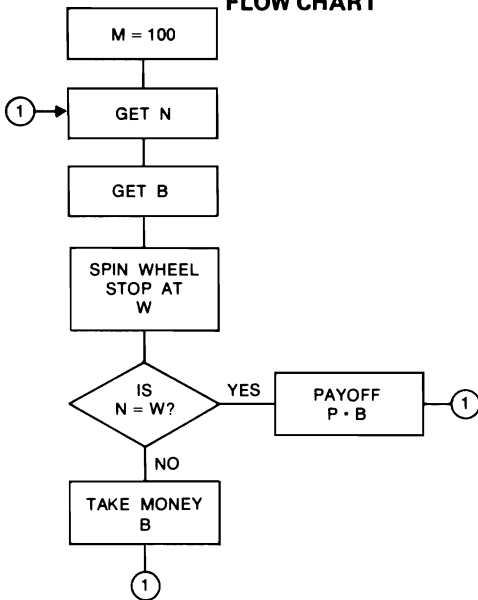 FLOW CHART
M = 100
1
GET N
GET B
SPIN WHEEL
STOP AT
W
IS
N = W?
YES
PAYOFF
P · B
1
NO
TAKE MONEY
B
1